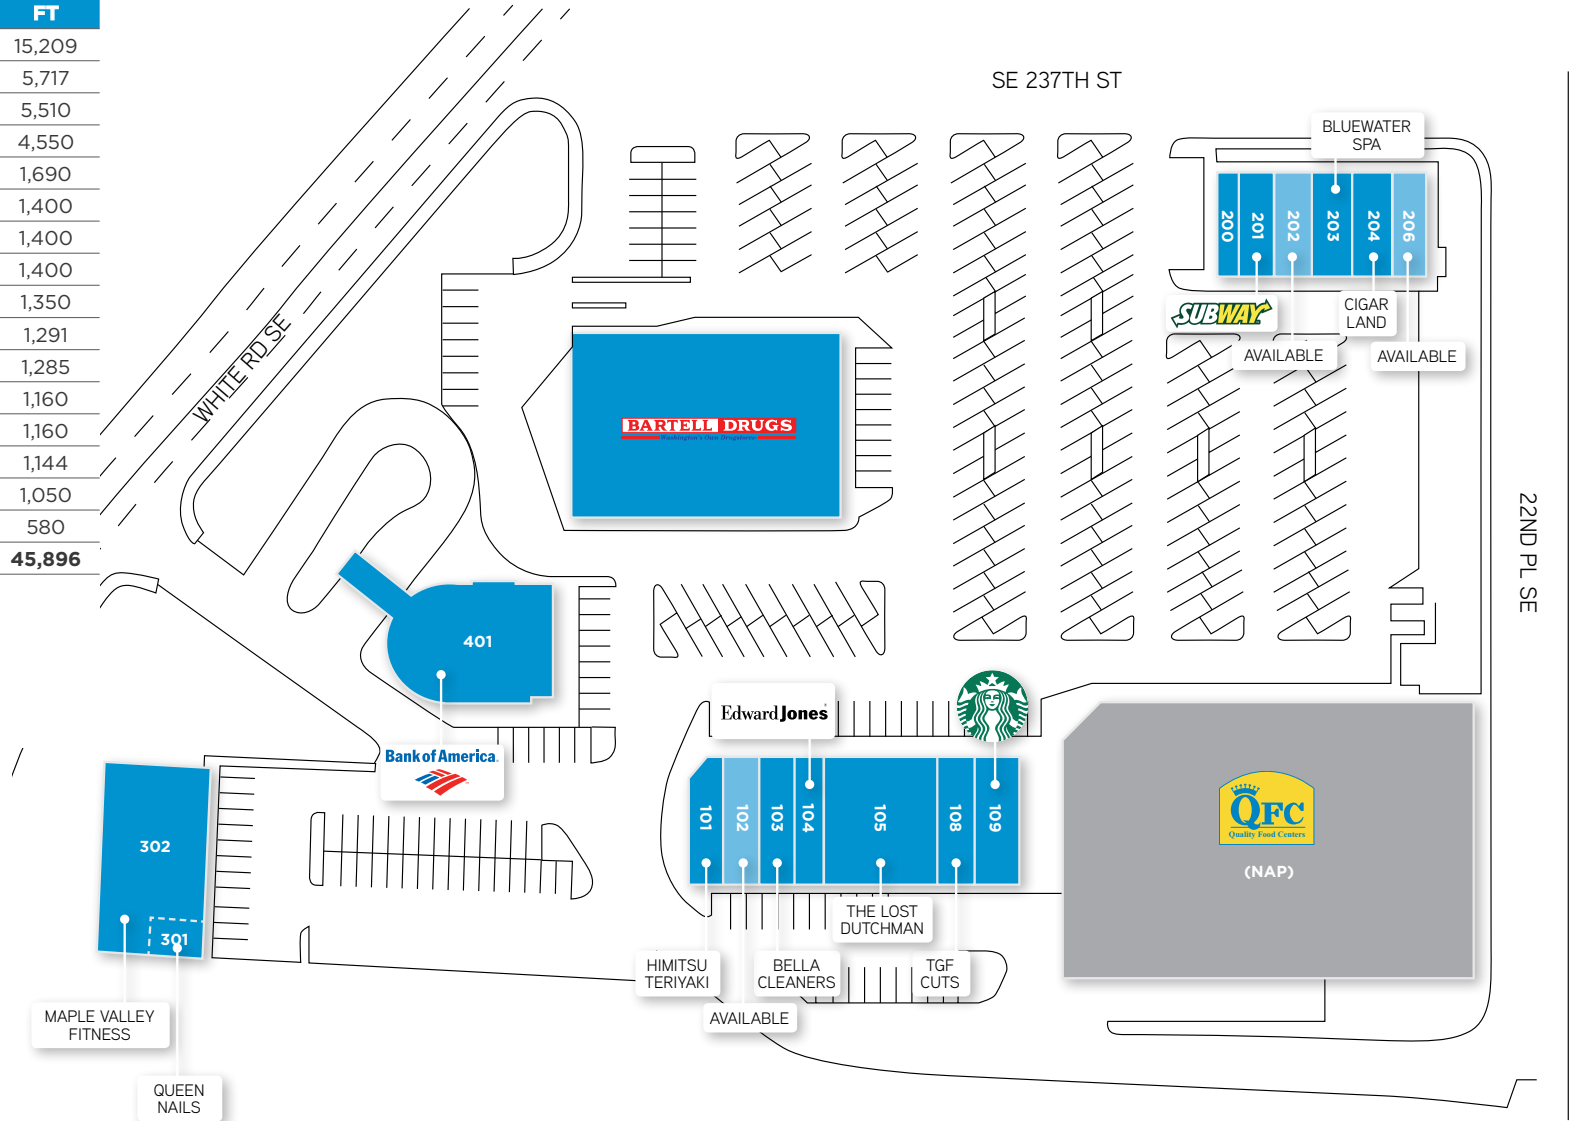 FT
15,209
5,717
5,510
4,550
1,690
1,400
1,400
1,400
1,350
1,291
1,285
1,160
1,160
1,144
1,050
580
45,896
SE 237TH ST
WHITE RD SE
22ND PL SE
BLUEWATER
SPA
200
201
202
203
204
206
SUBWAY
CIGAR
LAND
AVAILABLE
AVAILABLE
BARTELL DRUGS
Washington's Own Drugstores
401
Bank of America.
Edward Jones
101
102
103
104
105
108
109
QFC
Quality Food Centers
(NAP)
THE LOST
DUTCHMAN
HIMITSU
TERIYAKI
BELLA
CLEANERS
TGF
CUTS
AVAILABLE
302
301
MAPLE VALLEY
FITNESS
QUEEN
NAILS